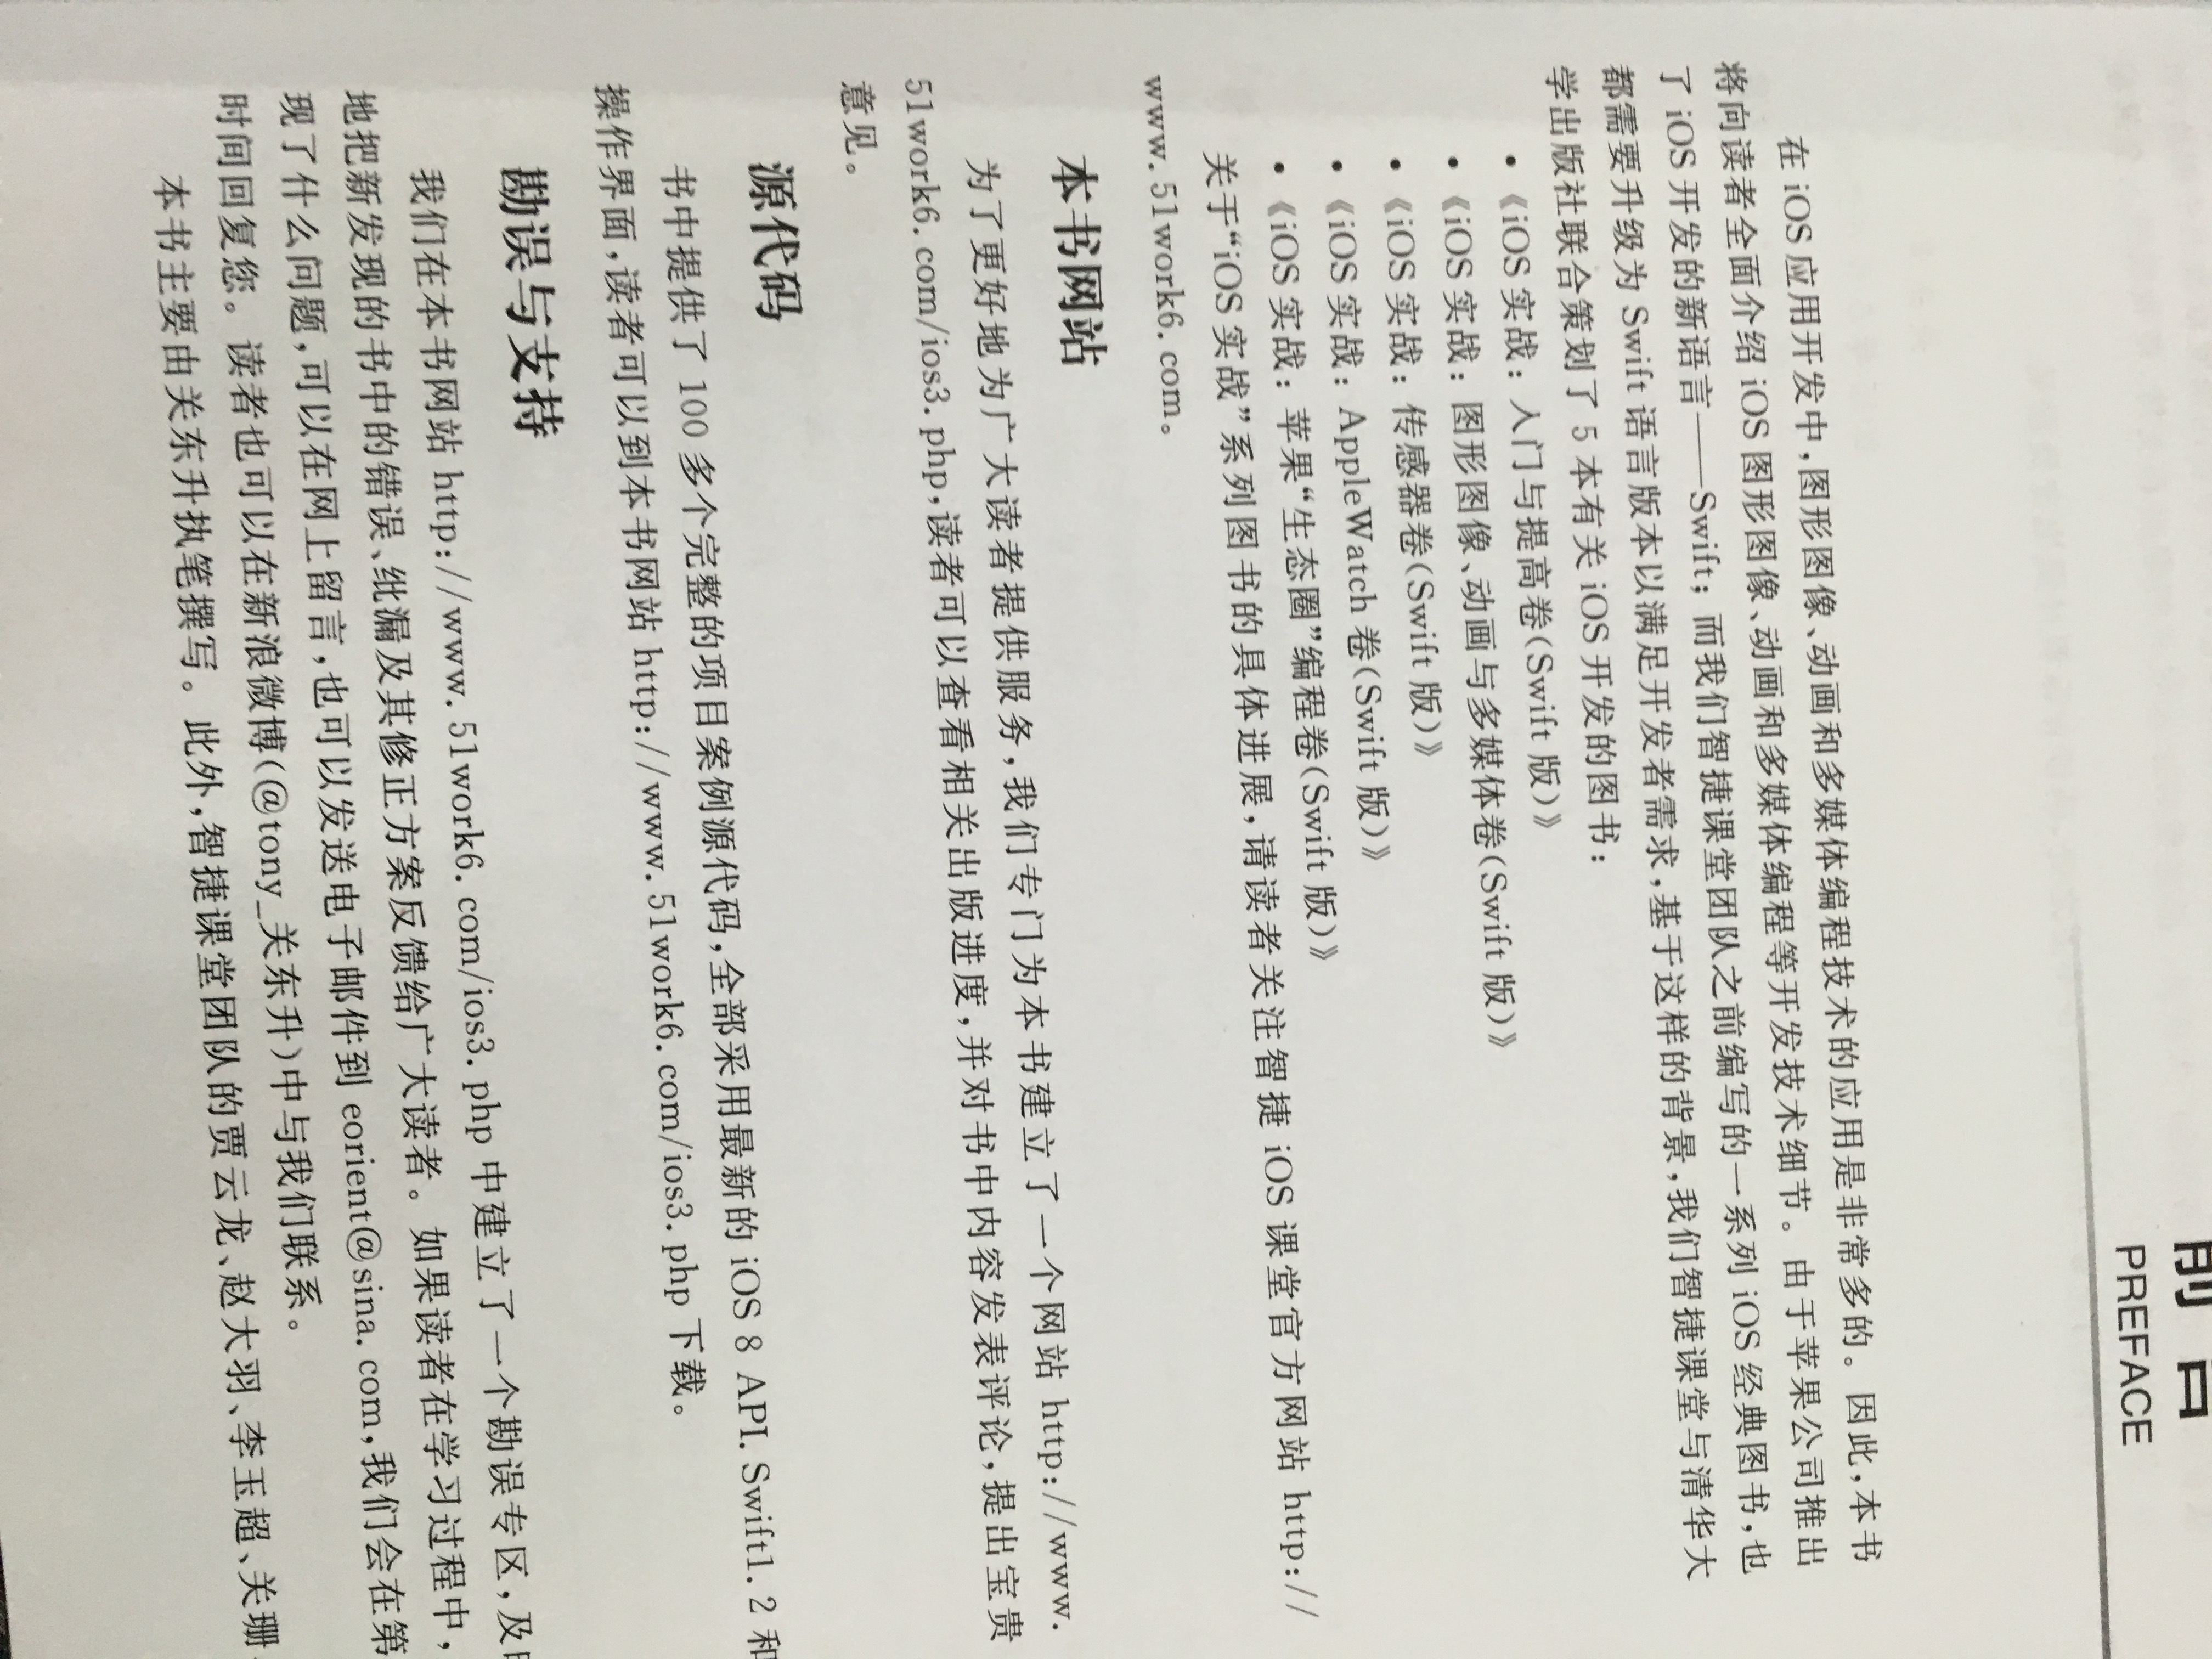 前言
PREFACE
在 iOS 应用开发中,图形图像、动画和多媒体编程技术的应用是非常多的。因此,本书
将向读者全面介绍 iOS 图形图像、动画和多媒体编程等开发技术细节。由于苹果公司推出
了 iOS 开发的新语言——Swift；而我们智捷课堂团队之前编写的一系列 iOS 经典图书,也
都需要升级为 Swift 语言版本以满足开发者需求,基于这样的背景,我们智捷课堂与清华大
学出版社联合策划了 5 本有关 iOS 开发的图书：
• 《iOS 实战：入门与提高卷(Swift 版)》
• 《iOS 实战：图形图像、动画与多媒体卷(Swift 版)》
• 《iOS 实战：传感器卷(Swift 版)》
• 《iOS 实战：AppleWatch 卷(Swift 版)》
• 《iOS 实战：苹果“生态圈”编程卷(Swift 版)》
关于“iOS 实战”系列图书的具体进展,请读者关注智捷 iOS 课堂官方网站 http://
www.51work6.com。
本书网站
为了更好地为广大读者提供服务,我们专门为本书建立了一个网站 http://www.
51work6.com/ios3.php,读者可以查看相关出版进度,并对书中内容发表评论,提出宝贵
意见。
源代码
书中提供了 100 多个完整的项目案例源代码,全部采用最新的 iOS 8 API. Swift1.2 和
操作界面,读者可以到本书网站 http://www.51work6.com/ios3.php 下载。
勘误与支持
我们在本书网站 http://www.51work6.com/ios3.php 中建立了一个勘误专区,及
地把新发现的书中的错误、纰漏及其修正方案反馈给广大读者。如果读者在学习过程中,
现了什么问题,可以在网上留言,也可以发送电子邮件到 eorient@sina.com,我们会在第
时间回复您。读者也可以在新浪微博(@tony_关东升)中与我们联系。
本书主要由关东升执笔撰写。此外,智捷课堂团队的贾云龙、赵大羽、李玉超、关珊